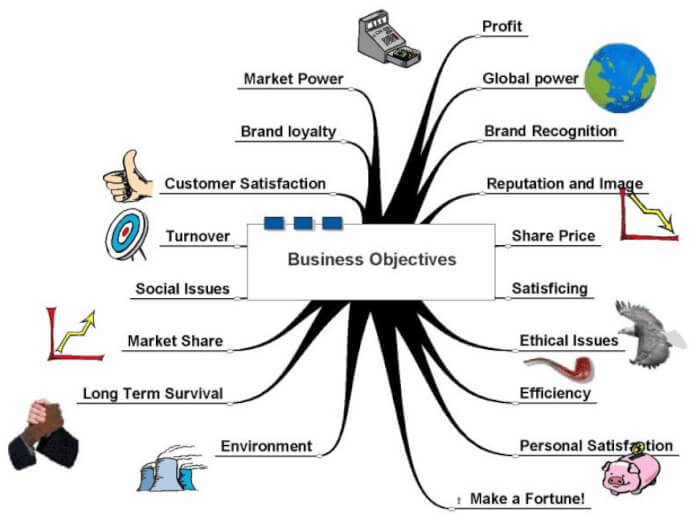 Profit
Market Power
Global power
Brand loyalty
Brand Recognition
Customer Satisfaction
Reputation and Image
Turnover
Share Price
Business Objectives
Social Issues
Satisficing
Market Share
Ethical Issues
Long Term Survival
Efficiency
Environment
Personal Satisfaction
! Make a Fortune!